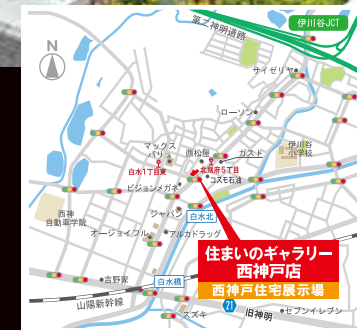 伊川谷JCT
第二神明道路
N
サイゼリヤ
ローソン
マックス
バリュ
西松屋
ガスト
伊川谷
小学校
白水1丁目東
北別府5丁目
コスモ石油
ビジョンメガネ
ジャパン
白水北
西神
自動車学院
オージョイフル
アルカドラッグ
住まいのギャラリー
西神戸店
西神戸住宅展示場
白水橋
吉野家
21
山陽新幹線
旧神明
セブンイレブン
スズキ